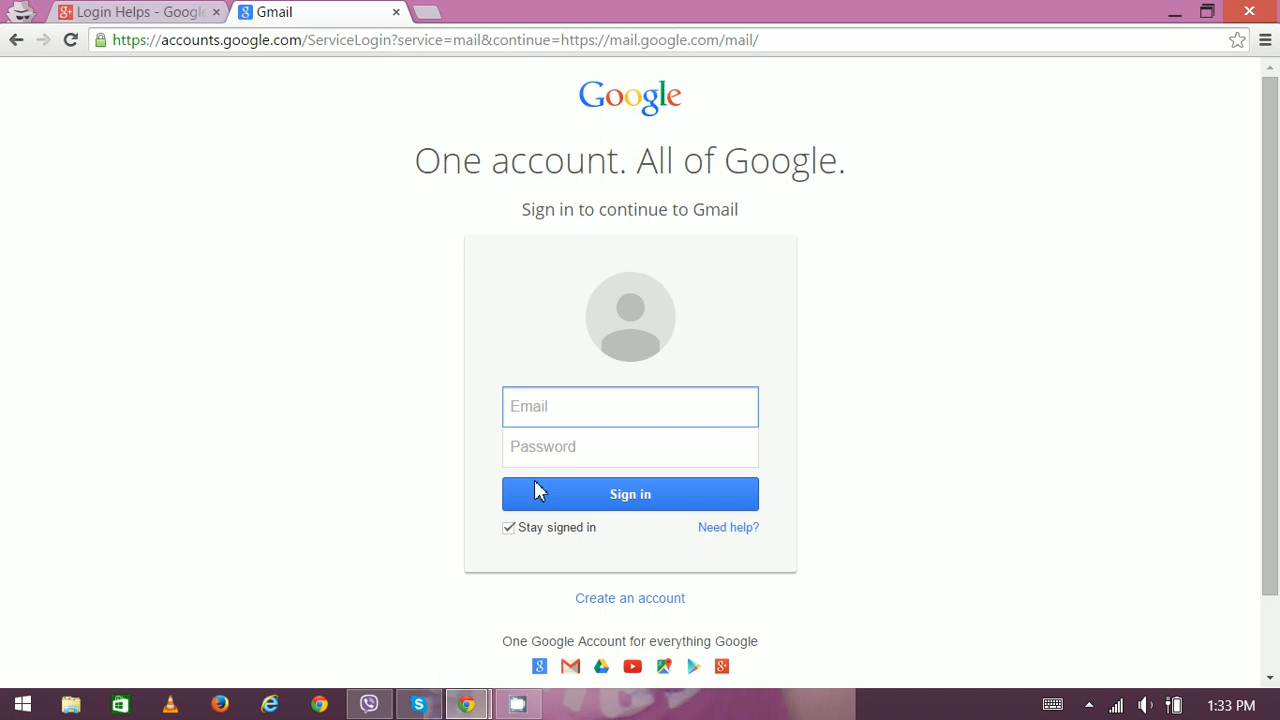 Login Helps - Google
Gmail
https://accounts.google.com/ServiceLogin?service=mail&continue=https://mail.google.com/mail/
Google
One account. All of Google.
Sign in to continue to Gmail
Email
Password
Sign in
Stay signed in
Need help?
Create an account
One Google Account for everything Google
1:33 PM